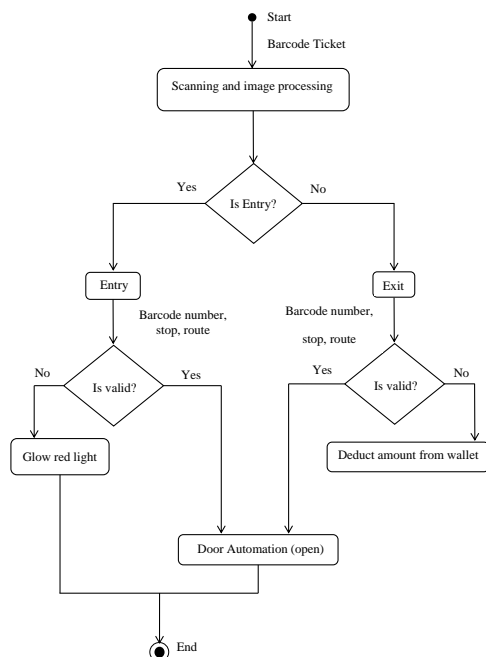 Start
Barcode Ticket
Scanning and image processing
Yes
No
Is Entry?
Entry
Exit
Barcode number,
stop, route
Barcode number,
stop, route
No
Is valid?
Yes
Yes
Is valid?
No
Glow red light
Deduct amount from wallet
Door Automation (open)
End